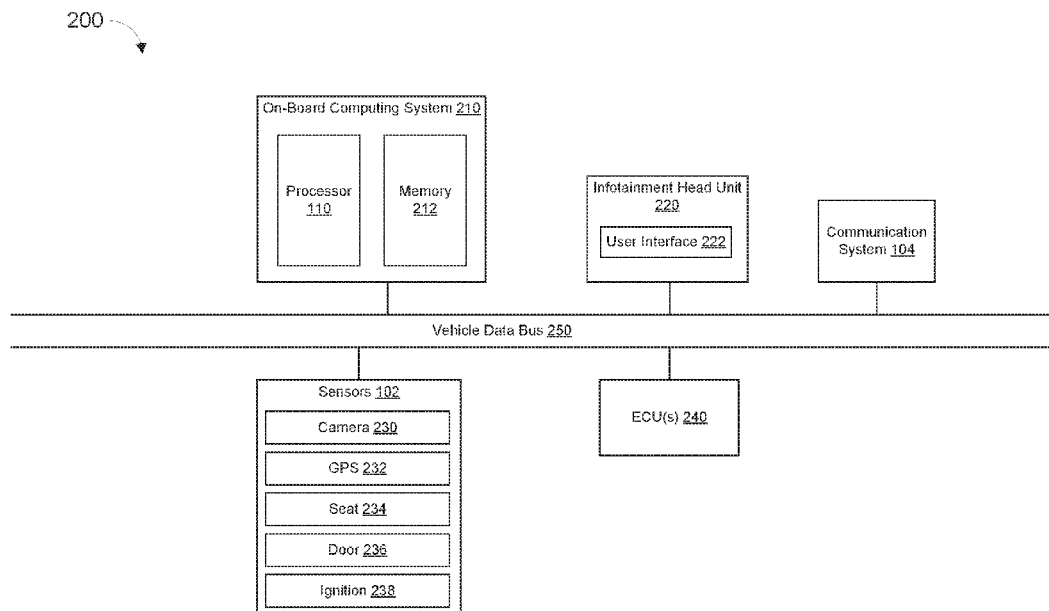 200
On-Board Computing System 210
Processor
110
Memory
212
Infotainment Head Unit
220
User Interface 222
Communication
System 104
Vehicle Data Bus 250
Sensors 102
Camera 230
GPS 232
Seat 234
Door 236
Ignition 238
ECU(s) 240